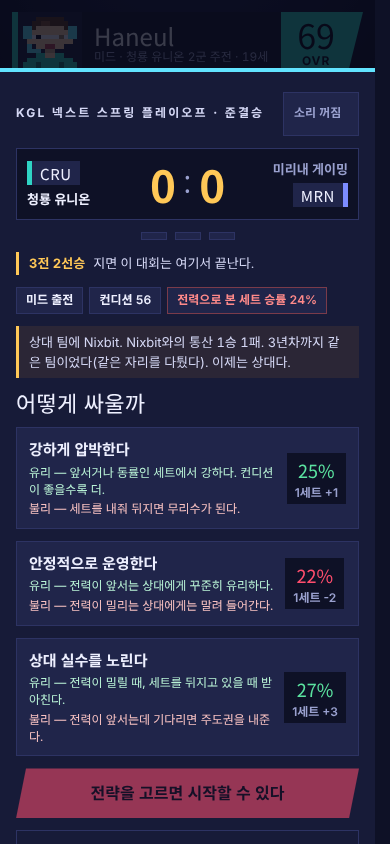 Haneul
미드 · 청룡 유니온 2군 주전 · 19세
69
OVR
KGL 넥스트 스프링 플레이오프 · 준결승
소리 꺼짐
CRU
청룡 유니온
0 : 0
미리내 게이밍
MRN
3전 2선승 지면 이 대회는 여기서 끝난다.
미드 출전
컨디션 56
전력으로 본 세트 승률 24%
상대 팀에 Nixbit. Nixbit와의 통산 1승 1패. 3년차까지 같
은 팀이었다(같은 자리를 다퉜다). 이제는 상대다.
어떻게 싸울까
강하게 압박한다
유리 — 앞서거나 동률인 세트에서 강하다. 컨디션
이 좋을수록 더.
불리 — 세트를 내줘 뒤지면 무리수가 된다.
25%
1세트 +1
안정적으로 운영한다
유리 — 전력이 앞서는 상대에게 꾸준히 유리하다.
불리 — 전력이 밀리는 상대에게는 말려 들어간다.
22%
1세트 -2
상대 실수를 노린다
유리 — 전력이 밀릴 때, 세트를 뒤지고 있을 때 받
아친다.
불리 — 전력이 앞서는데 기다리면 주도권을 내준
다.
27%
1세트 +3
전략을 고르면 시작할 수 있다